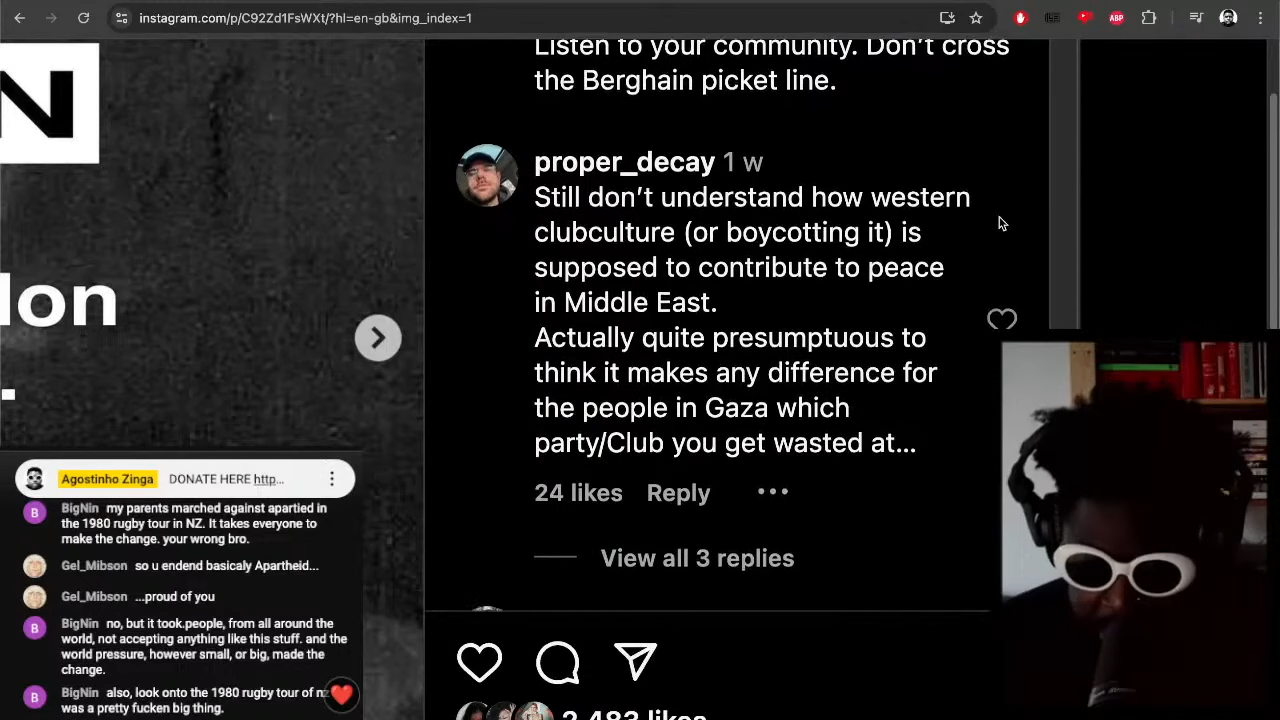 instagram.com/p/C92Zd1FsWXt/?hl=en-gb&img_index=1
ABP
N
lon
Listen to your community. Don't cross
the Berghain picket line.
proper_decay 1 w
Still don't understand how western
clubculture (or boycotting it) is
supposed to contribute to peace
in Middle East.
Actually quite presumptuous to
think it makes any difference for
the people in Gaza which
party/Club you get wasted at...
24 likes Reply
View all 3 replies
2,483 likes
Agostinho Zinga DONATE HERE http...
B
BigNin my parents marched against apartied in
the 1980 rugby tour in NZ. It takes everyone to
make the change. your wrong bro.
Gel_Mibson so u endend basicaly Apartheid...
Gel_Mibson ...proud of you
B
BigNin no, but it took.people, from all around the
world, not accepting anything like this stuff. and the
world pressure, however small, or big, made the
change.
B
BigNin also, look onto the 1980 rugby tour of nz
was a pretty fucken big thing.